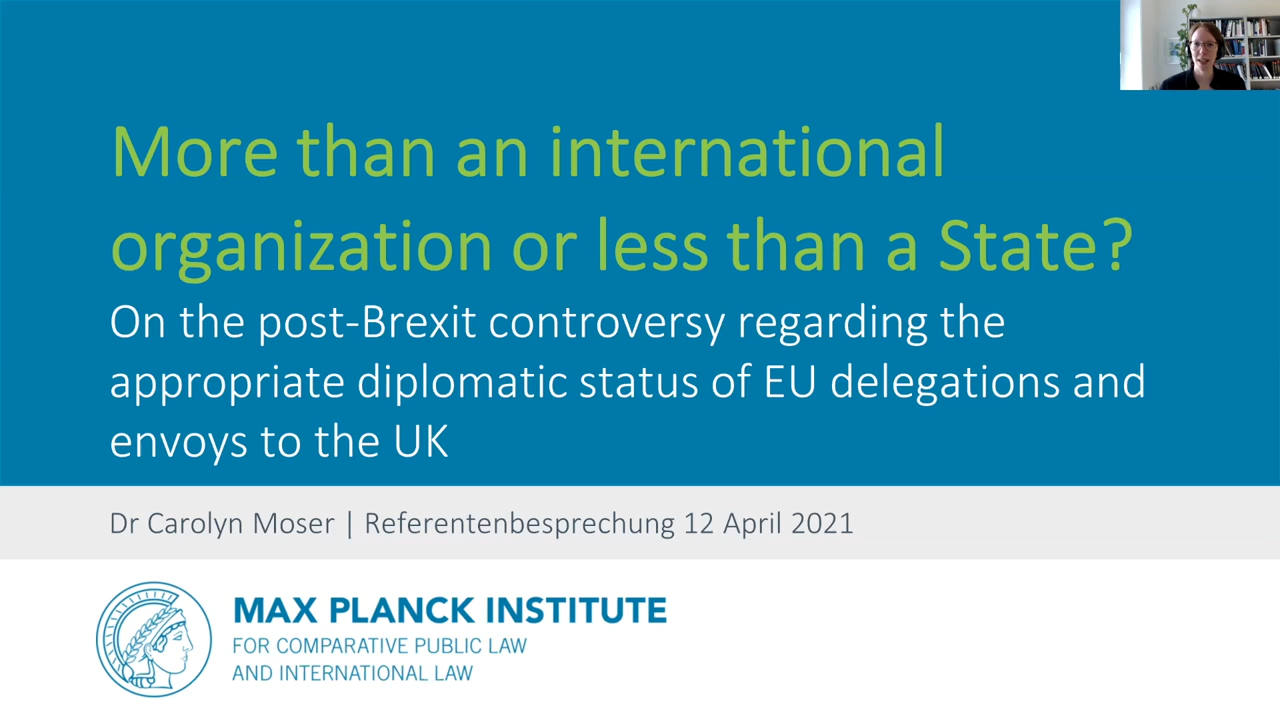 More than an international
organization or less than a State?
On the post-Brexit controversy regarding the
appropriate diplomatic status of EU delegations and
envoys to the UK
Dr Carolyn Moser | Referentenbesprechung 12 April 2021
MAX PLANCK INSTITUTE
FOR COMPARATIVE PUBLIC LAW
AND INTERNATIONAL LAW